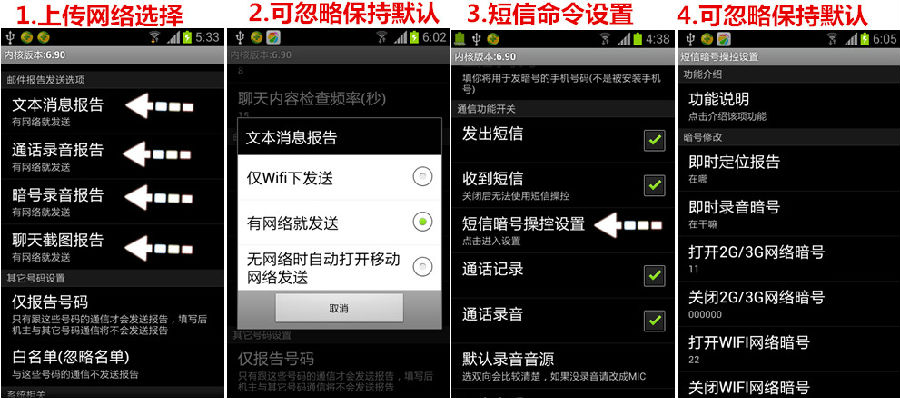 1.上传网络选择
5:33
内核版本:6.90
邮件报告发送选项
文本消息报告
有网络就发送
通话录音报告
有网络就发送
暗号录音报告
有网络就发送
聊天截图报告
有网络就发送
其它号码设置
仅报告号码
只有跟这些号码的通信才会发送报告，填写后
机主与其它号码通信将不会发送报告
白名单(忽略名单)
与这些号码的通信不发送报告
系统相关
2.可忽略保持默认
6:02
内核版本:6.90
8
聊天内容检查频率(秒)
15
文本消息报告
仅Wifi下发送
有网络就发送
无网络时自动打开移动
网络发送
取消
其它号码设置
仅报告号码
只有跟这些号码的通信才会发送报告，填写后
机主与其它号码通信将不会发送报告
3.短信命令设置
4:38
内核版本:6.90
填你将用于发暗号的手机号码(不是被安装手机
号)
通信功能开关
发出短信
收到短信
关闭后无法使用短信操控
短信暗号操控设置
点击进入设置
通话记录
通话录音
默认录音音源
选双向会比较清楚，如果没录音请改成MIC
4.可忽略保持默认
6:05
短信暗号操控设置
功能介绍
功能说明
点击介绍该项功能
暗号修改
即时定位报告
在哪
即时录音暗号
在干嘛
打开2G/3G网络暗号
11
关闭2G/3G网络暗号
000000
打开WIFI网络暗号
22
关闭WIFI网络暗号